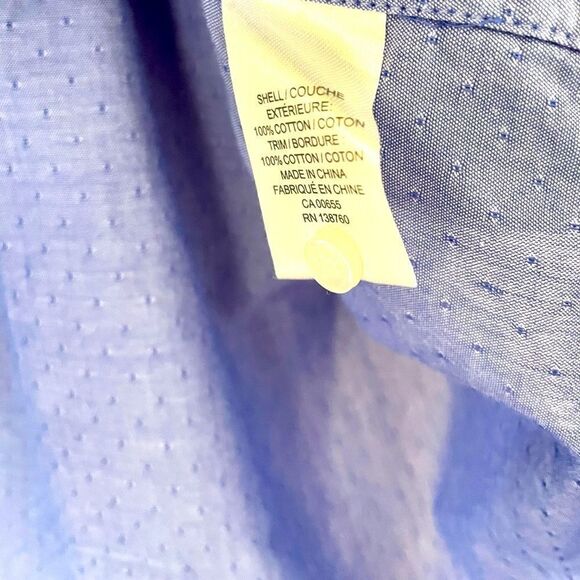 SHELL/COUCHE
EXTÉRIEURE:
100% COTTON/COTON
TRIM/BORDURE:
100% COTTON/COTON
MADE IN CHINA
FABRIQUÉ EN CHINE
CA 00655
RN 138760